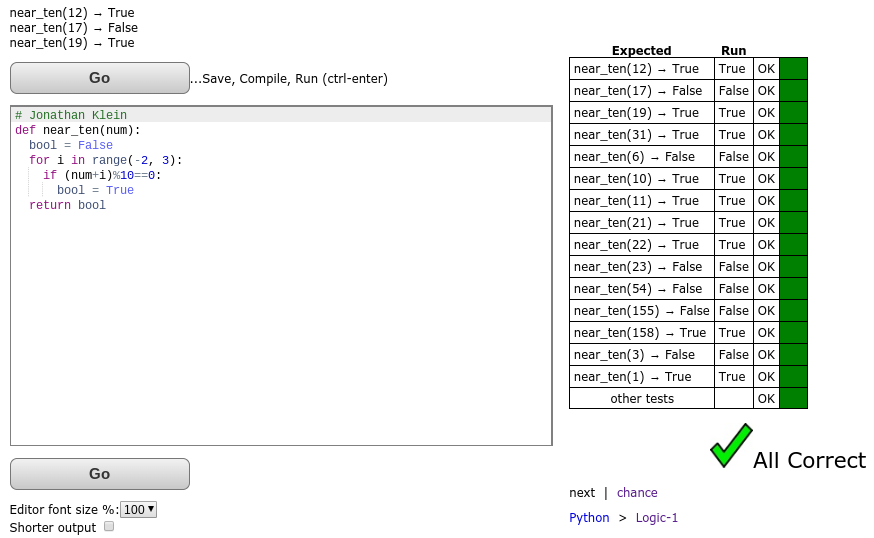 near_ten(12) → True
near_ten(17) → False
near_ten(19) → True
Go
...Save, Compile, Run (ctrl-enter)
# Jonathan Klein
def near_ten(num):
  bool = False
  for i in range(-2, 3):
    if (num+i)%10==0:
      bool = True
  return bool
Go
Editor font size %: 100
Shorter output
Expected Run
near_ten(12) → True True OK
near_ten(17) → False False OK
near_ten(19) → True True OK
near_ten(31) → True True OK
near_ten(6) → False False OK
near_ten(10) → True True OK
near_ten(11) → True True OK
near_ten(21) → True True OK
near_ten(22) → True True OK
near_ten(23) → False False OK
near_ten(54) → False False OK
near_ten(155) → False False OK
near_ten(158) → True True OK
near_ten(3) → False False OK
near_ten(1) → True True OK
other tests OK
All Correct
next | chance
Python > Logic-1